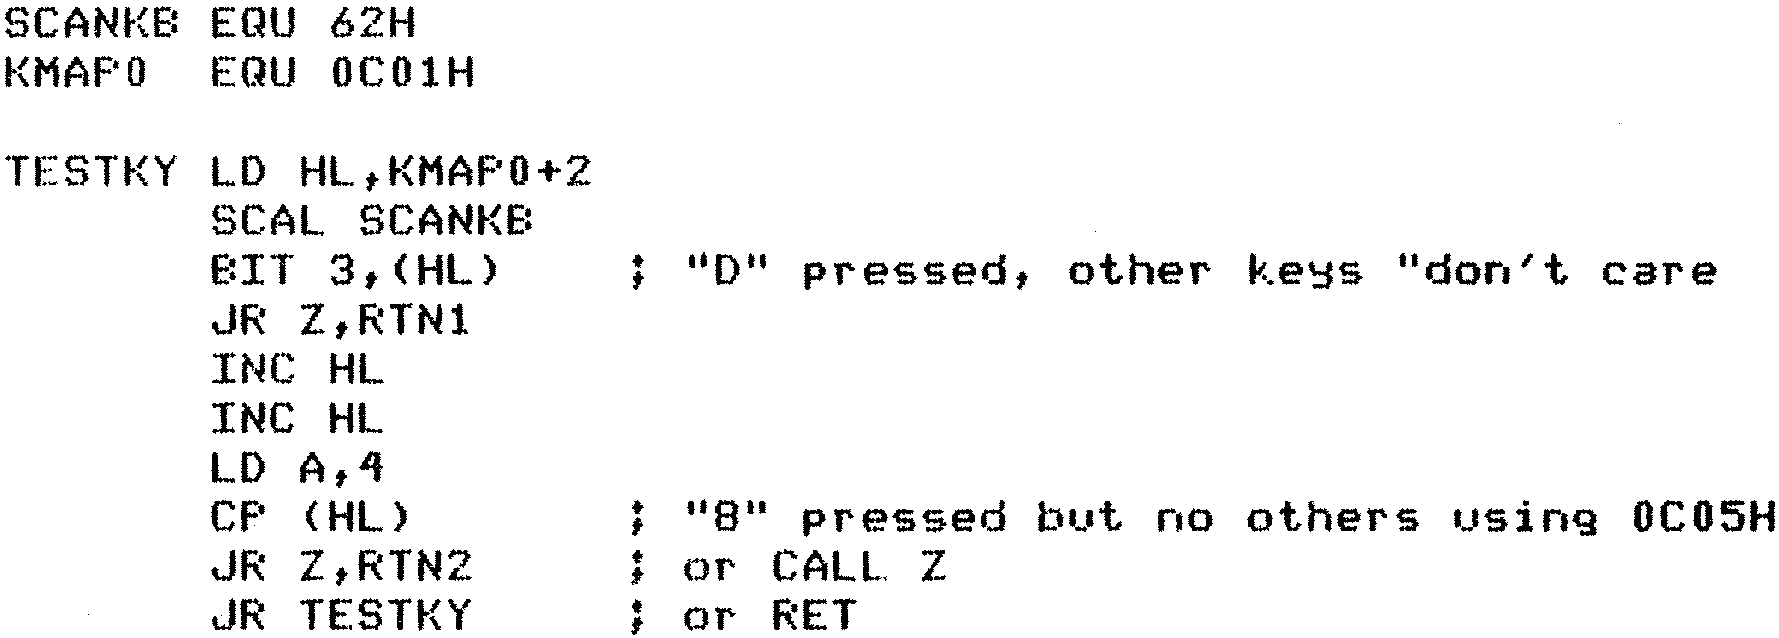 SCANKB EQU 62H
KMAP0  EQU 0C01H

TESTKY LD HL,KMAP0+2
       SCAL SCANKB
       BIT 3,(HL)    ; "D" pressed, other keys "don't care
       JR Z,RTN1
       INC HL
       INC HL
       LD A,4
       CP (HL)       ; "8" pressed but no others using 0C05H
       JR Z,RTN2     ; or CALL Z
       JR TESTKY     ; or RET